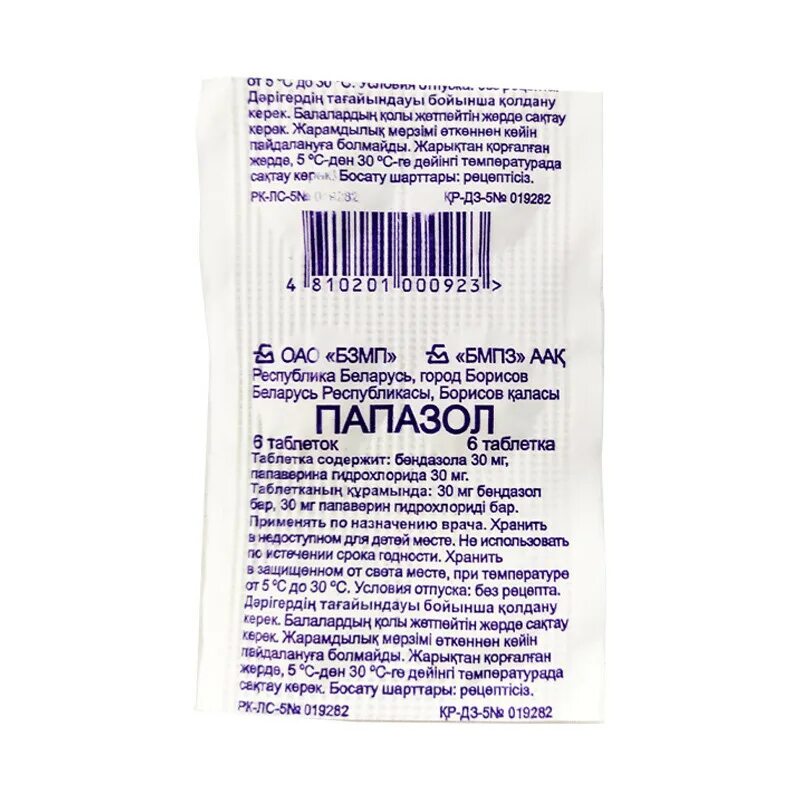 от 5 °С до 30 °С. Условия отпуска: без рецепта.
Дәрігердің тағайындауы бойынша қолдану
керек. Балалардың қолы жетпейтін жерде сақтау
керек. Жарамдылық мерзімі өткеннен кейін
пайдалануға болмайды. Жарықтан қорғалған
жерде, 5 °С-ден 30 °С-ге дейінгі температурада
сақтау керек. Босату шарттары: рецептісіз.
РК-ЛС-5№ 019282 ҚР-ДЗ-5№ 019282
4 810201 000923 >
ОАО «БЗМП» «БМПЗ» ААҚ
Республика Беларусь, город Борисов
Беларусь Республикасы, Борисов қаласы
ПАПАЗОЛ
6 таблеток 6 таблетка
Таблетка содержит: бендазола 30 мг,
папаверина гидрохлорида 30 мг.
Таблетканың құрамында: 30 мг бендазол
бар, 30 мг папаверин гидрохлориді бар.
Применять по назначению врача. Хранить
в недоступном для детей месте. Не использовать
по истечении срока годности. Хранить
в защищенном от света месте, при температуре
от 5 °С до 30 °С. Условия отпуска: без рецепта.
Дәрігердің тағайындауы бойынша қолдану
керек. Балалардың қолы жетпейтін жерде сақтау
керек. Жарамдылық мерзімі өткеннен кейін
пайдалануға болмайды. Жарықтан қорғалған
жерде, 5 °С-ден 30 °С-ге дейінгі температурада
сақтау керек. Босату шарттары: рецептісіз.
РК-ЛС-5№ 019282 ҚР-ДЗ-5№ 019282